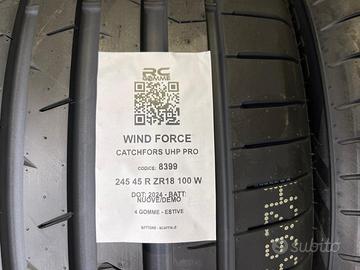 RC
GOMME
WIND FORCE
CATCHFORS UHP PRO
CODICE: 8399
245 45 R ZR18 100 W
DOT: 2024 - BATT:
NUOVE/DEMO
4 GOMME - ESTIVE
subito